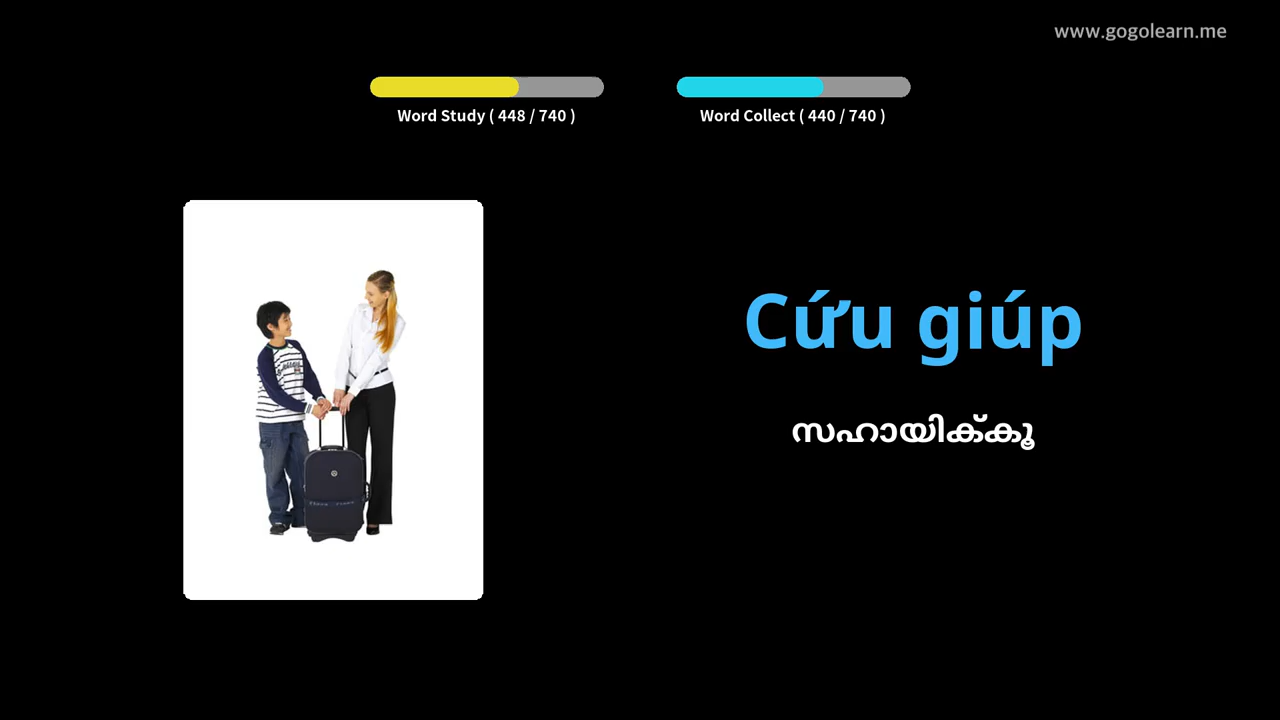 www.gogolearn.me
Word Study ( 448 / 740 )
Word Collect ( 440 / 740 )
Cứu giúp
സഹായിക്കൂ